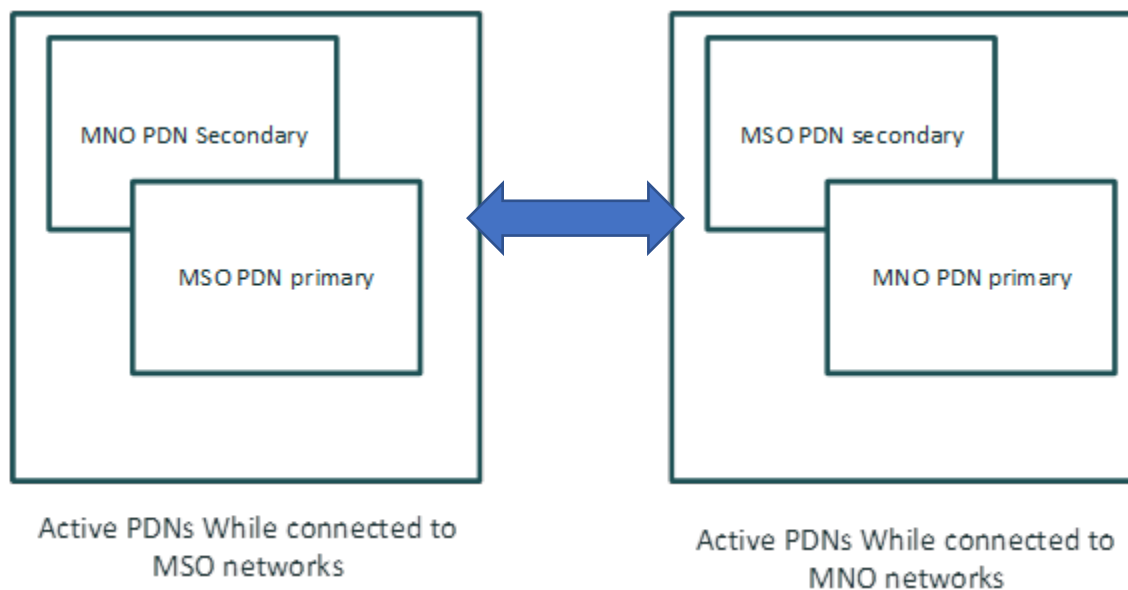 MNO PDN Secondary
MSO PDN primary
Active PDNs While connected to
MSO networks
MSO PDN secondary
MNO PDN primary
Active PDNs While connected to
MNO networks